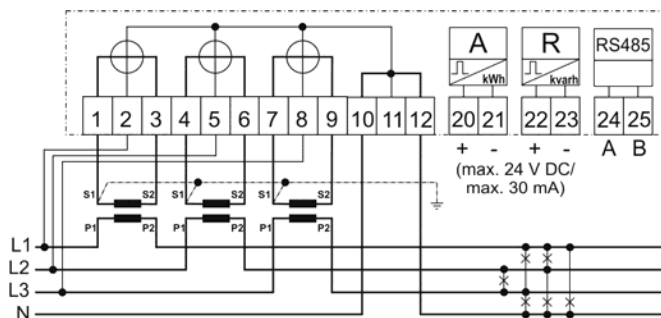 A R RS485
kWh kvarh
1 2 3 4 5 6 7 8 9 10 11 12 20 21 22 23 24 25
+ - + - A B
(max. 24 V DC/
max. 30 mA)
S1 S2 S1 S2 S1 S2
P1 P2 P1 P2 P1 P2
L1
L2
L3
N